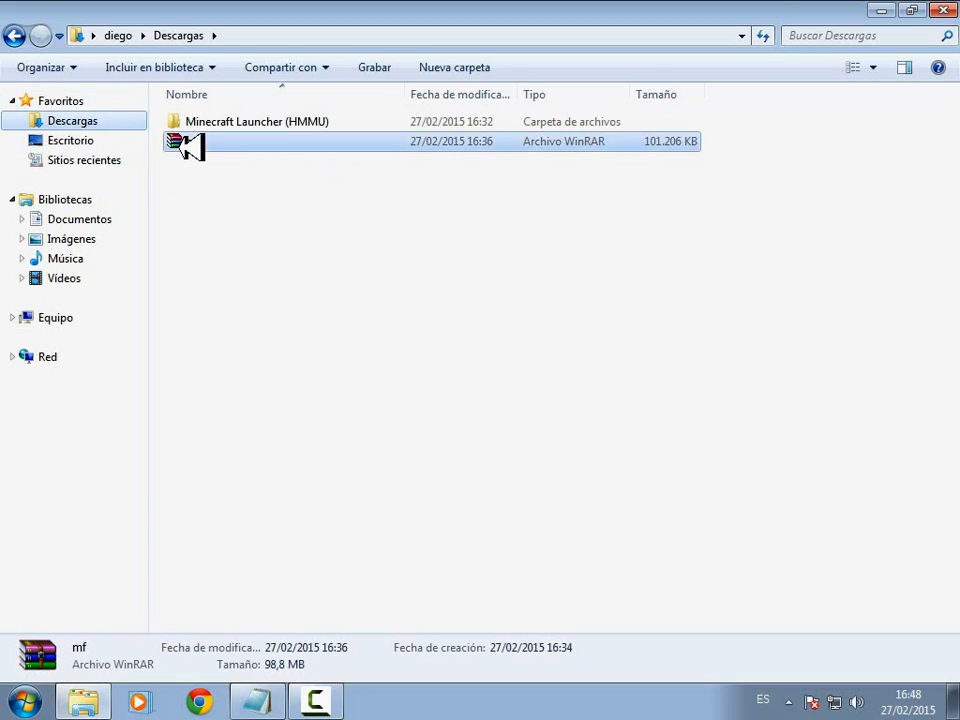 diego Descargas
Buscar Descargas
Organizar Incluir en biblioteca Compartir con Grabar Nueva carpeta
Nombre Fecha de modifica... Tipo Tamaño
Favoritos
Descargas
Escritorio
Sitios recientes
Bibliotecas
Documentos
Imágenes
Música
Vídeos
Equipo
Red
Minecraft Launcher (HMMU) 27/02/2015 16:32 Carpeta de archivos
27/02/2015 16:36 Archivo WinRAR 101.206 KB
mf Fecha de modifica... 27/02/2015 16:36 Fecha de creación: 27/02/2015 16:34
Archivo WinRAR Tamaño: 98,8 MB
ES
16:48
27/02/2015